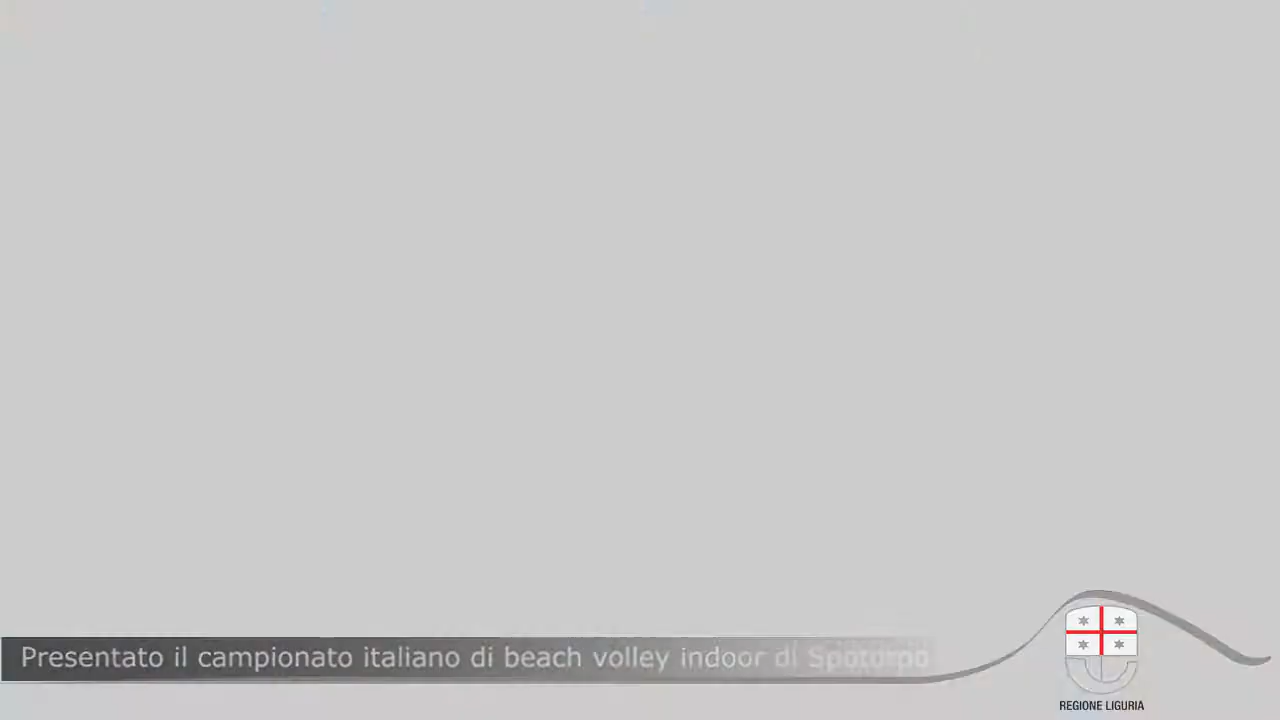 Presentato il campionato italiano di beach volley indoor di Spotorno
REGIONE LIGURIA